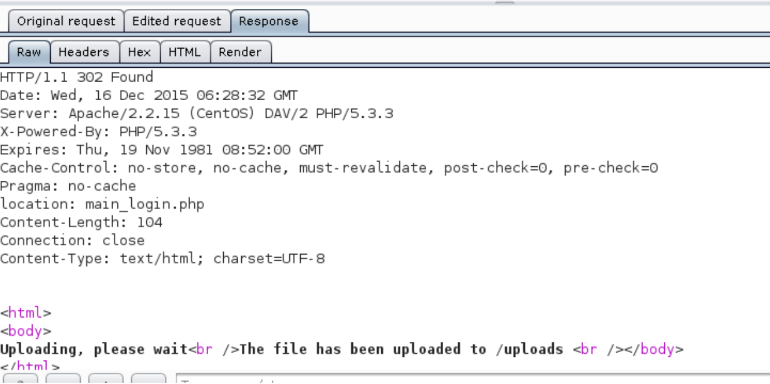 Original request Edited request Response
Raw Headers Hex HTML Render
HTTP/1.1 302 Found
Date: Wed, 16 Dec 2015 06:28:32 GMT
Server: Apache/2.2.15 (CentOS) DAV/2 PHP/5.3.3
X-Powered-By: PHP/5.3.3
Expires: Thu, 19 Nov 1981 08:52:00 GMT
Cache-Control: no-store, no-cache, must-revalidate, post-check=0, pre-check=0
Pragma: no-cache
location: main_login.php
Content-Length: 104
Connection: close
Content-Type: text/html; charset=UTF-8
<html>
<body>
Uploading, please wait<br />The file has been uploaded to /uploads <br /></body>
</html>